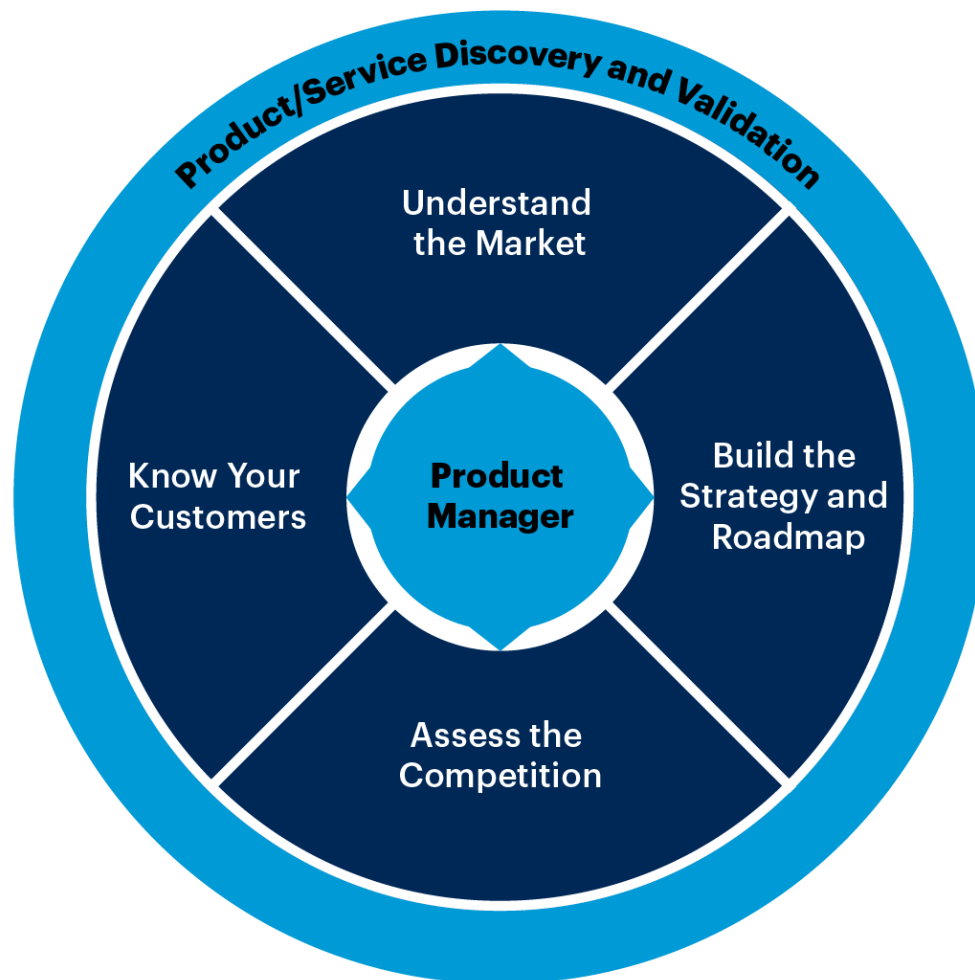 Product/Service Discovery and Validation
Understand
the Market
Know Your
Customers
Product
Manager
Build the
Strategy and
Roadmap
Assess the
Competition